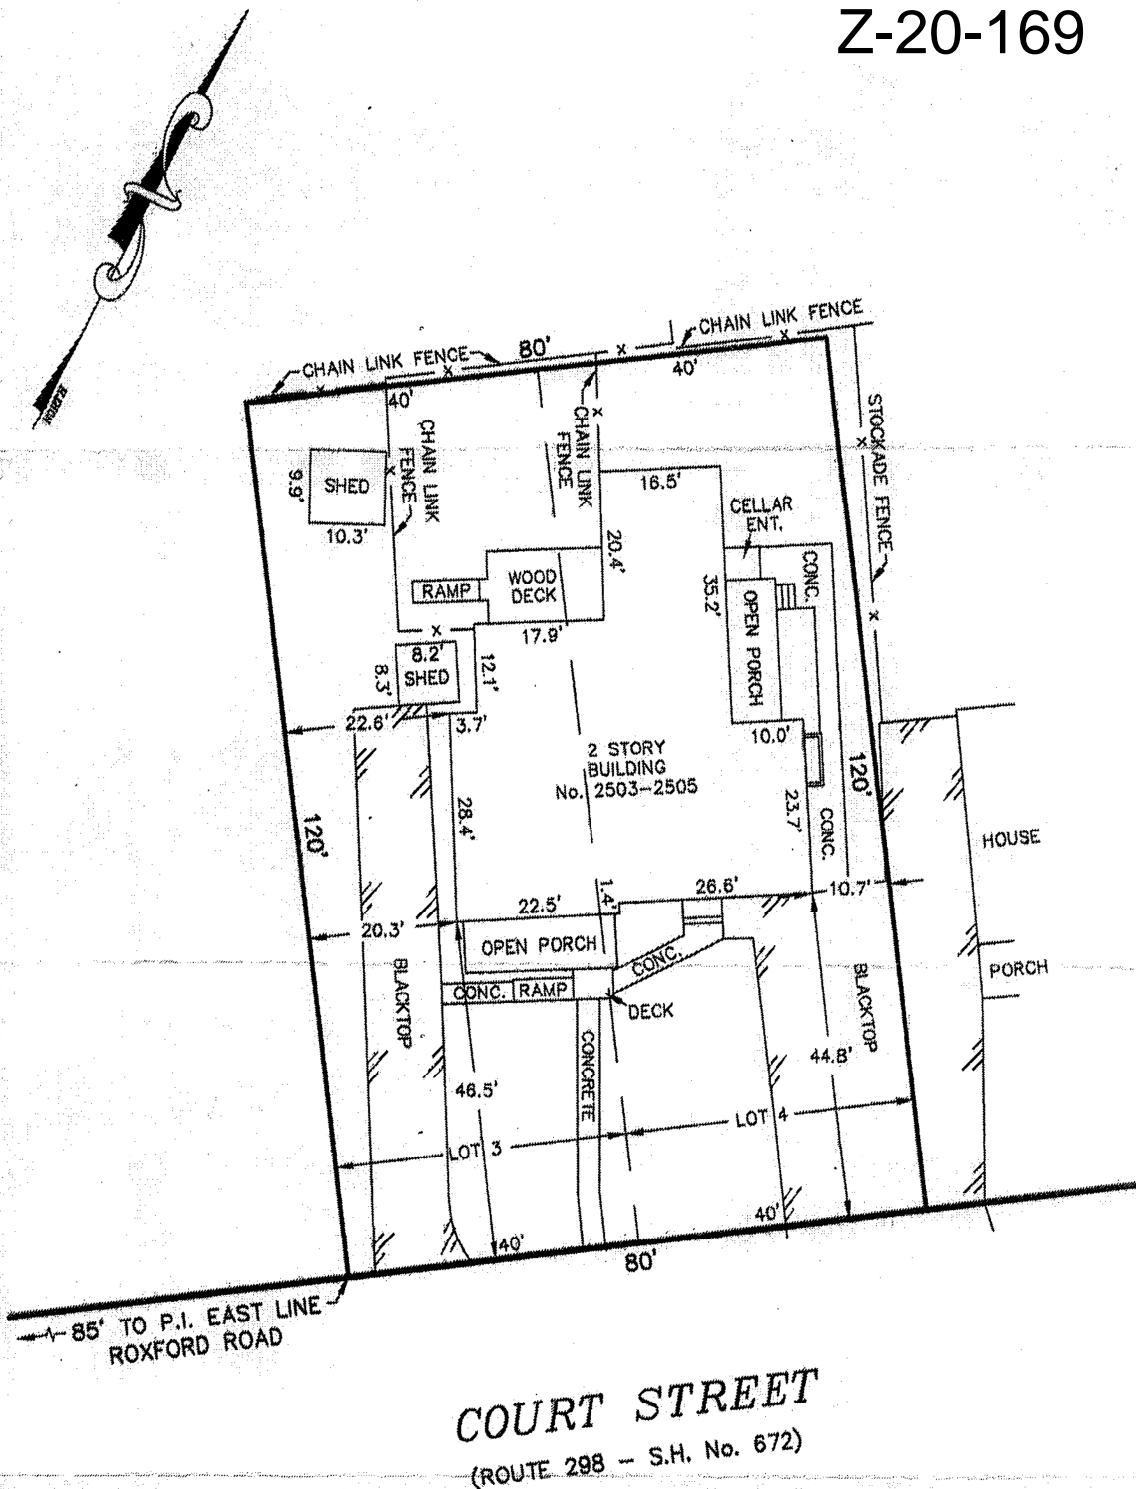 Z-20-169
CHAIN LINK FENCE
80'
CHAIN LINK FENCE
40'
40'
CHAIN LINK
FENCE
CHAIN LINK
FENCE
STOCKADE FENCE
9.9'
SHED
10.3'
16.5'
CELLAR
ENT.
20.4'
CONC.
RAMP
WOOD
DECK
35.2'
OPEN PORCH
17.9'
8.2'
8.3'
SHED
12.1'
22.6'
3.7'
10.0'
2 STORY
BUILDING
No. 2503-2505
120'
28.4'
23.7'
CONC.
120'
HOUSE
22.5'
1.4'
26.6'
10.7'
20.3'
OPEN PORCH
CONC.
BLACKTOP
CONC.
RAMP
DECK
BLACKTOP
PORCH
CONCRETE
46.5'
44.8'
LOT 3
LOT 4
40'
80'
40'
85' TO P.I. EAST LINE
ROXFORD ROAD
COURT STREET
(ROUTE 298 - S.H. No. 672)